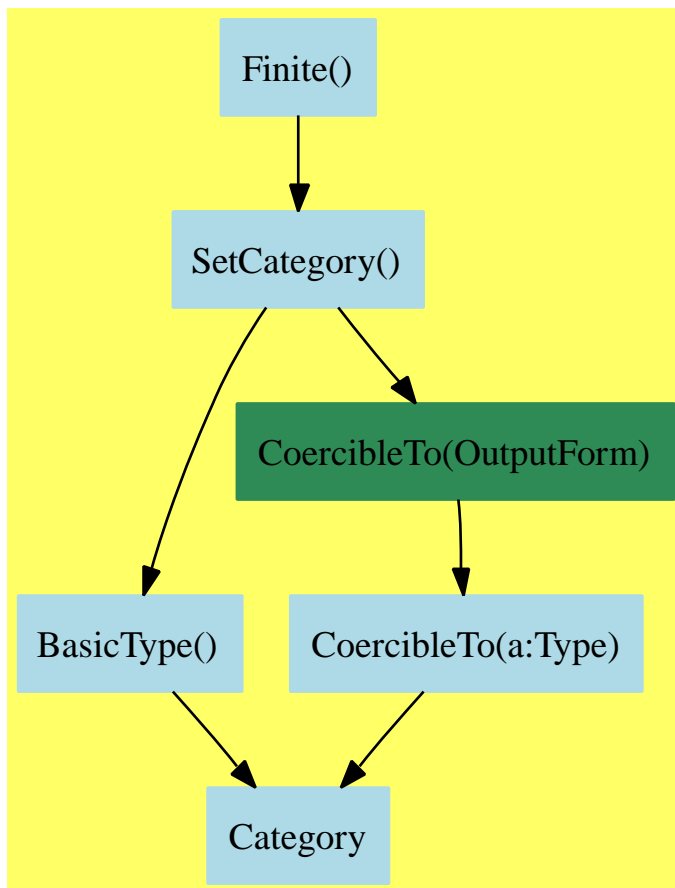 Finite()
SetCategory()
CoercibleTo(OutputForm)
BasicType()
CoercibleTo(a:Type)
Category